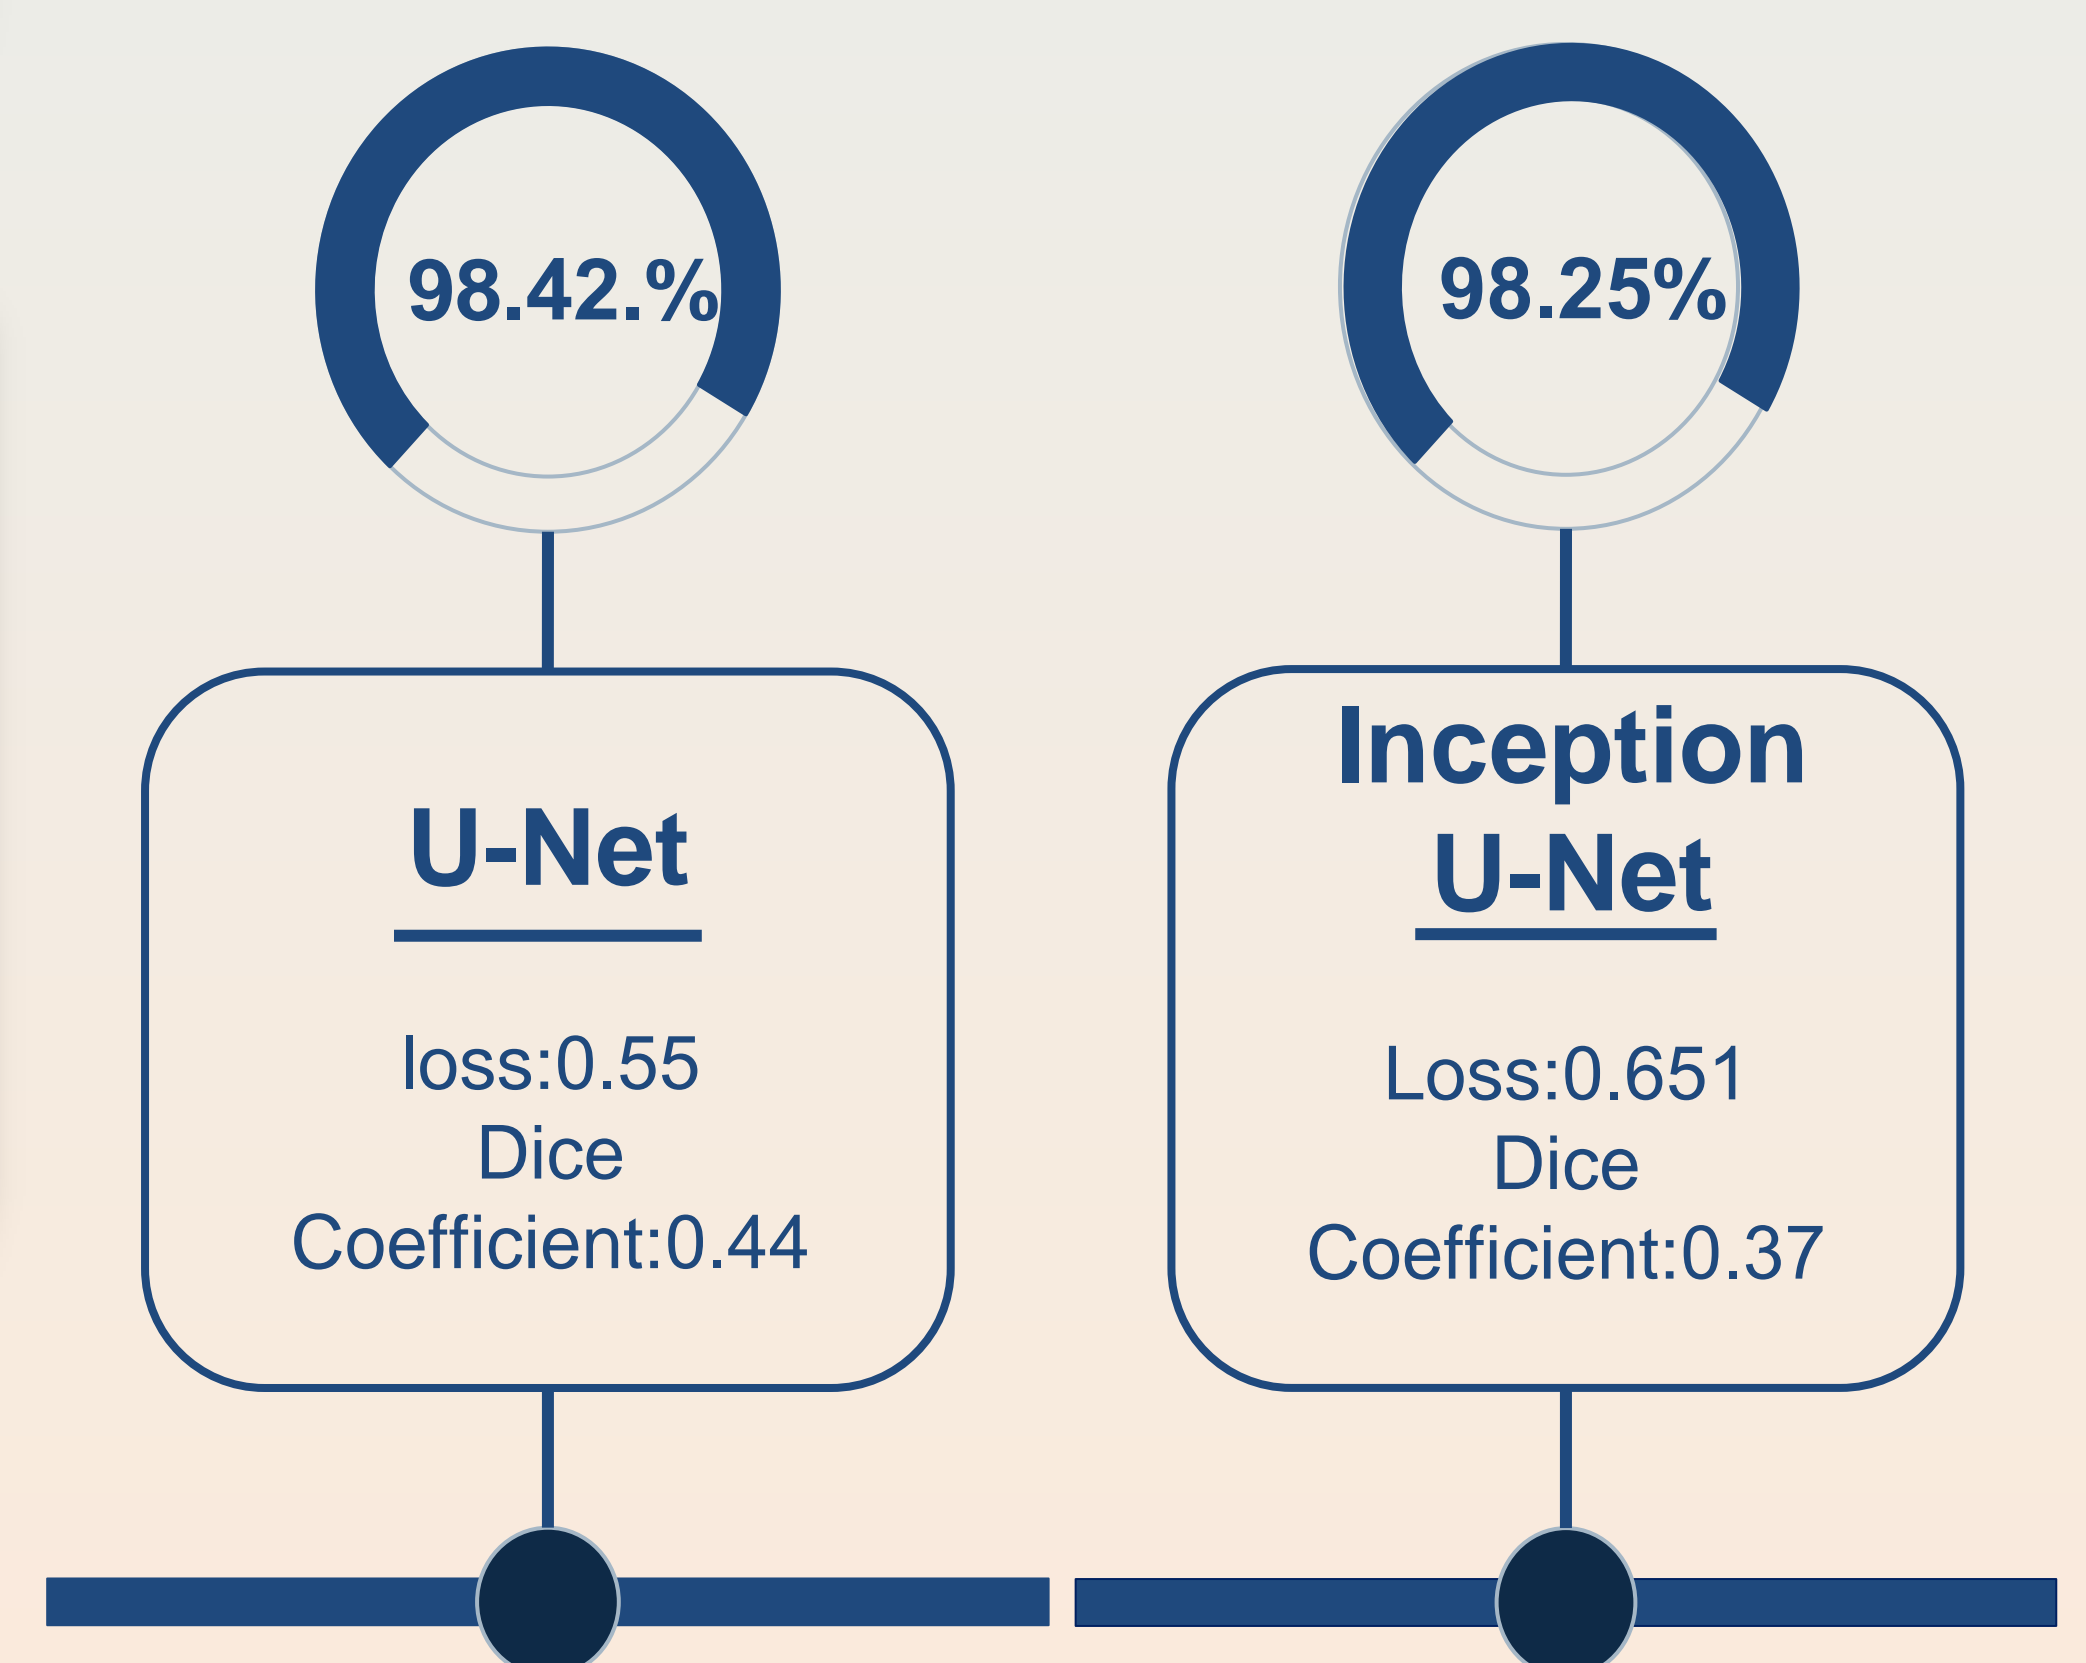 98.42.%
U-Net
loss:0.55
Dice
Coefficient:0.44
98.25%
Inception
U-Net
Loss:0.651
Dice
Coefficient:0.37